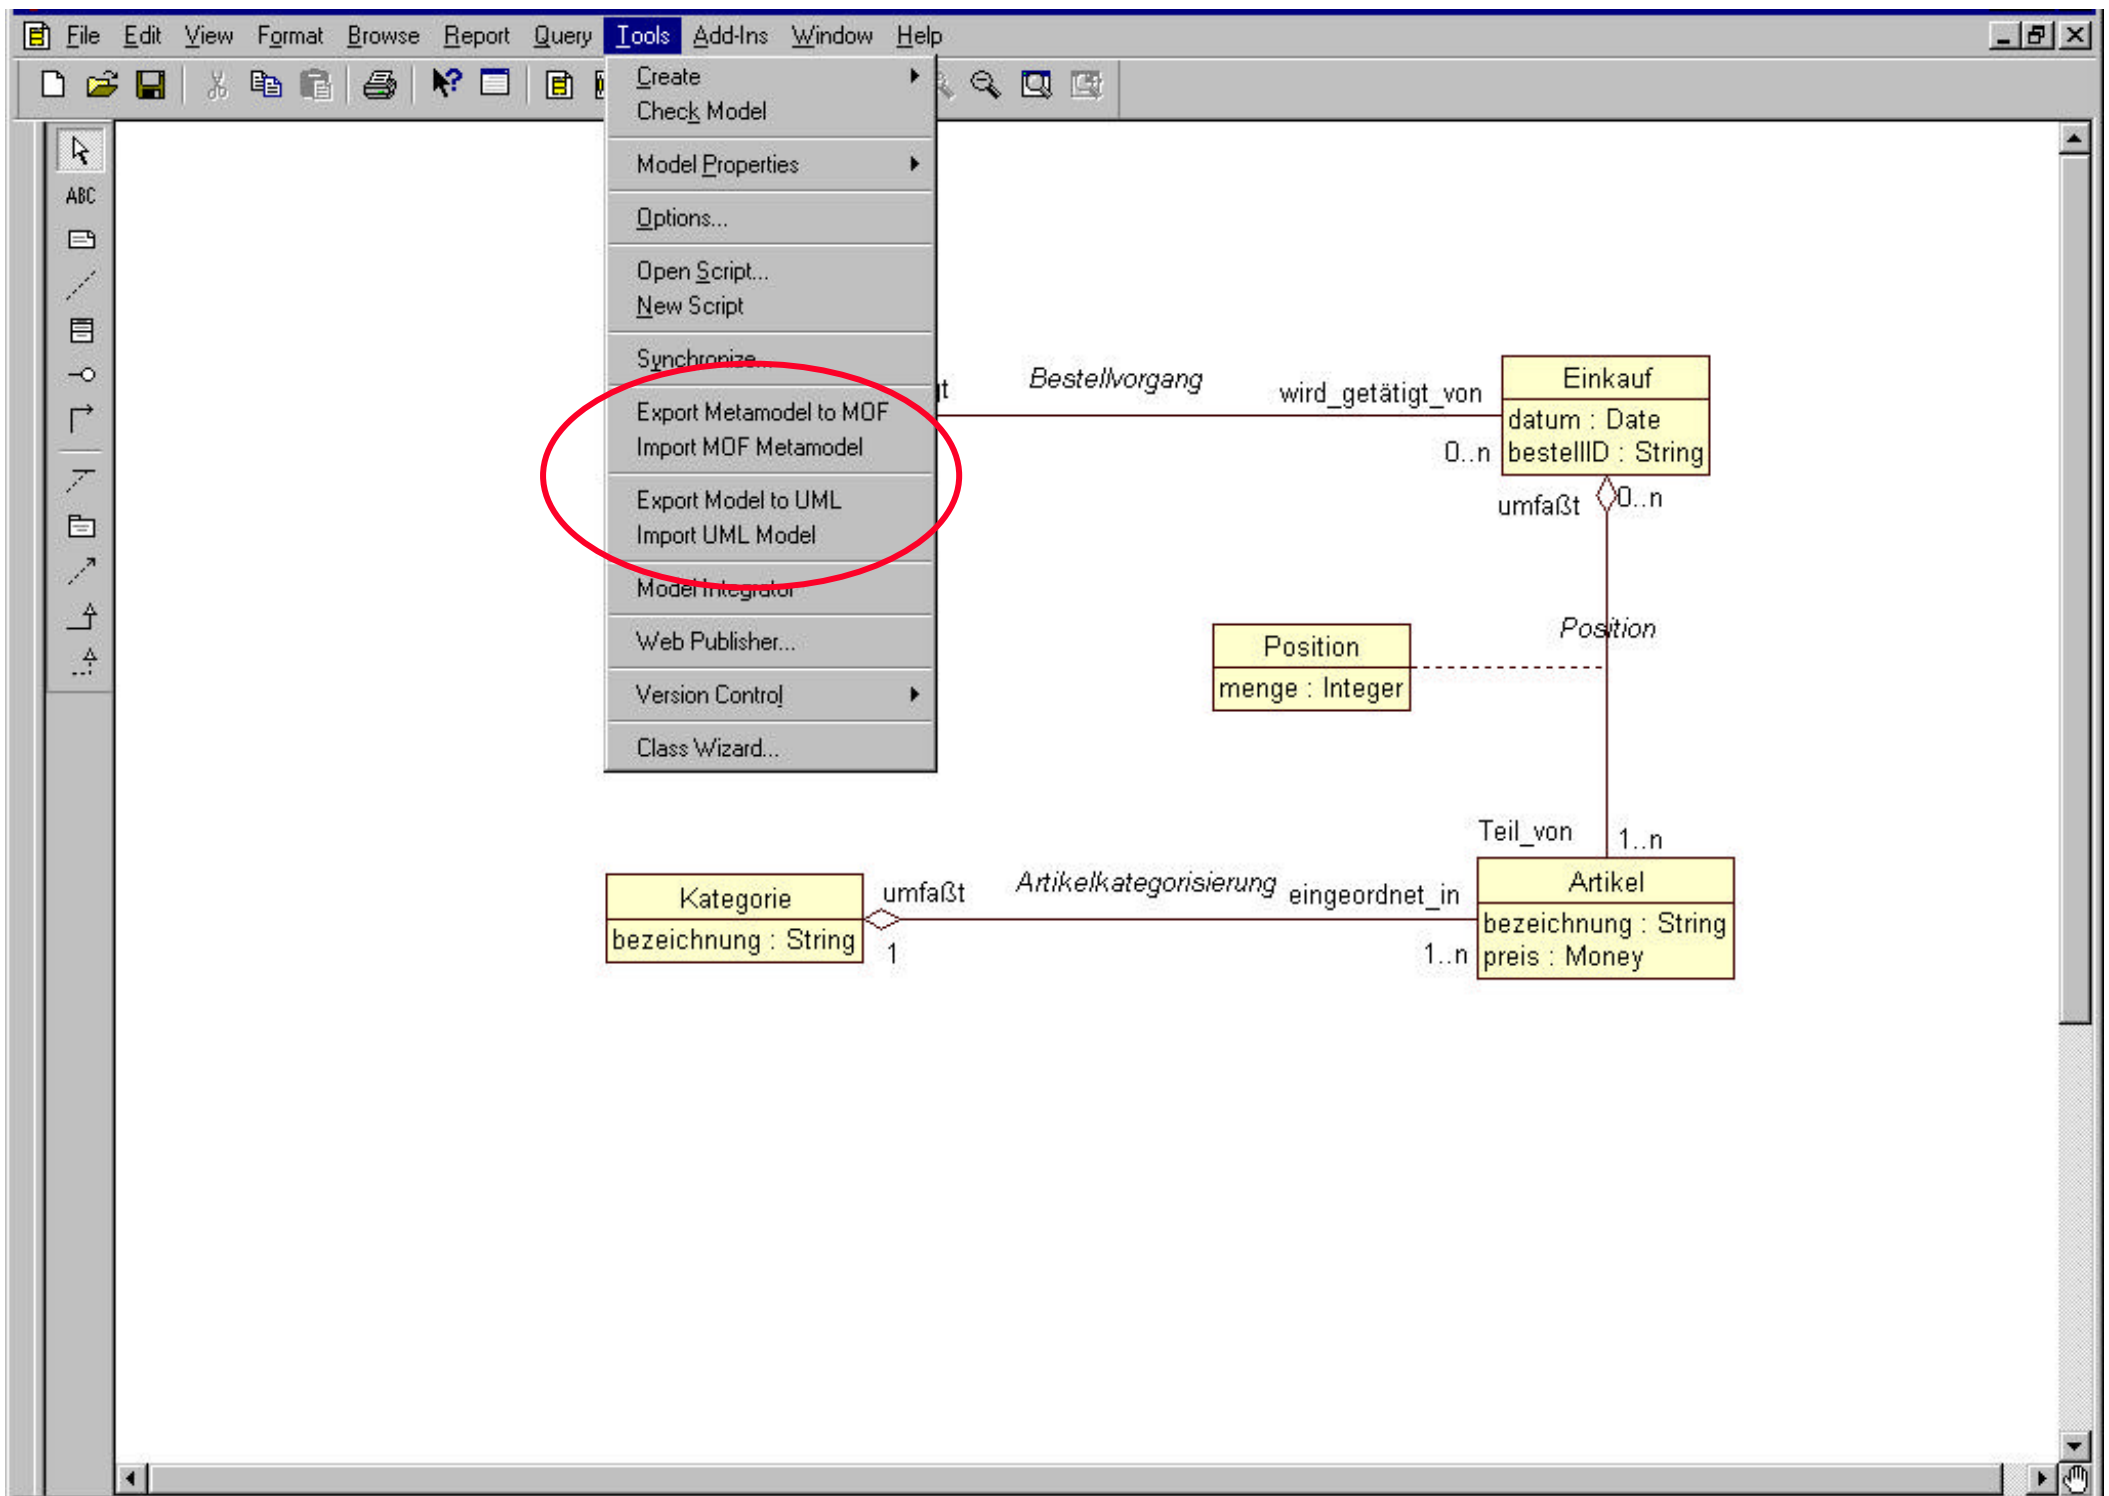 File Edit View Format Browse Report Query Tools Add-Ins Window Help
Create
Check Model
Model Properties
Options...
Open Script...
New Script
Synchronize...
Export Metamodel to MOF
Import MOF Metamodel
Export Model to UML
Import UML Model
Model Integrator
Web Publisher...
Version Control
Class Wizard...
ABC
Bestellvorgang
wird_getätigt_von
0..n
Einkauf
datum : Date
bestellID : String
umfaßt
0..n
Position
Position
menge : Integer
Teil_von
1..n
Kategorie
bezeichnung : String
umfaßt
1
Artikelkategorisierung
eingeordnet_in
1..n
Artikel
bezeichnung : String
preis : Money